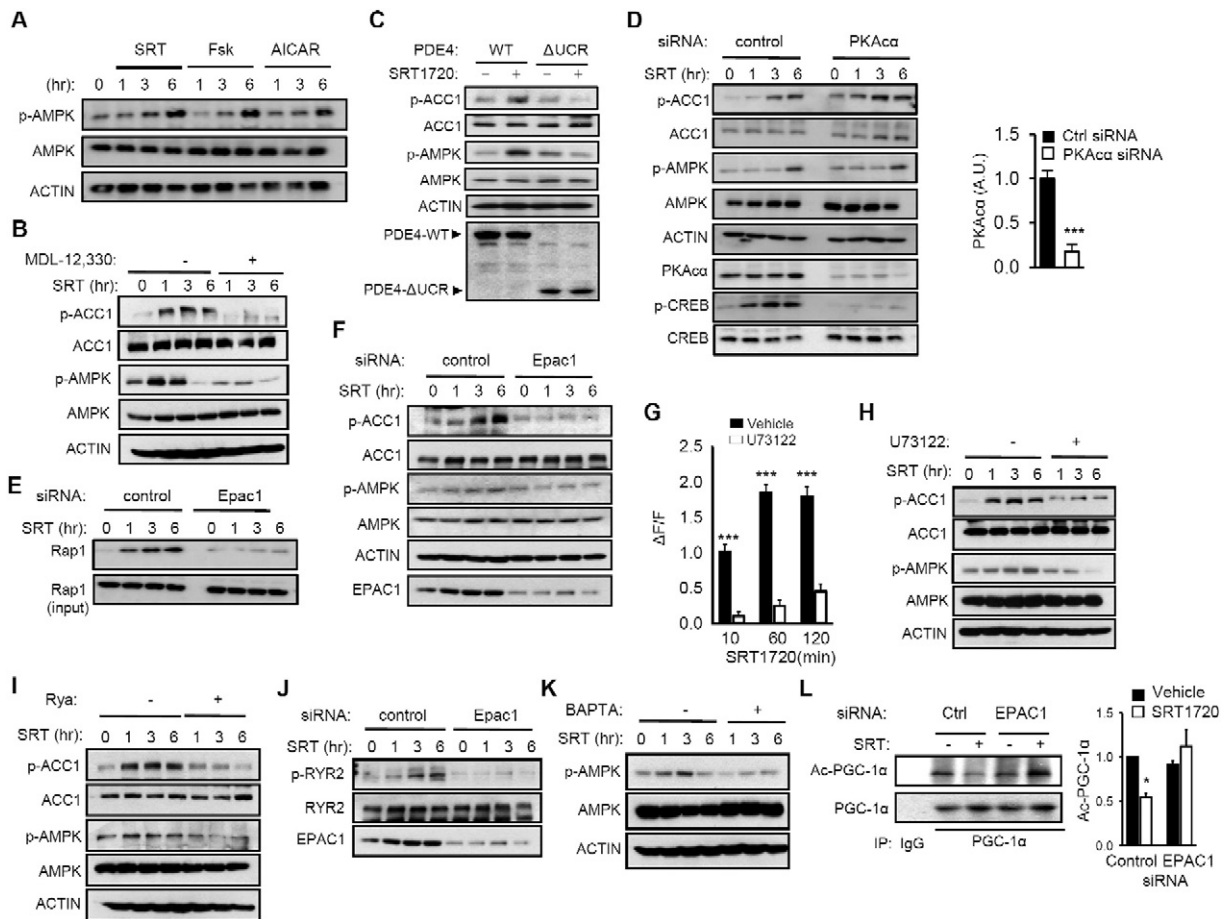 A
SRT Fsk AICAR
(hr): 0 1 3 6 1 3 6 1 3 6
p-AMPK
AMPK
ACTIN
B
MDL-12,330: - +
SRT (hr): 0 1 3 6 1 3 6
p-ACC1
ACC1
p-AMPK
AMPK
ACTIN
C
PDE4: WT ΔUCR
SRT1720: - + - +
p-ACC1
ACC1
p-AMPK
AMPK
ACTIN
PDE4-WT
PDE4-ΔUCR
D
siRNA: control PKAcα
SRT (hr) 0 1 3 6 0 1 3 6
p-ACC1
ACC1
p-AMPK
AMPK
ACTIN
PKAcα
p-CREB
CREB
Ctrl siRNA
PKAcα siRNA
PKAcα (A.U.)
1.5
1.0
0.5
0.0
***
E
siRNA: control Epac1
SRT (hr) 0 1 3 6 0 1 3 6
Rap1
Rap1
(input)
F
siRNA: control Epac1
SRT (hr): 0 1 3 6 0 1 3 6
p-ACC1
ACC1
p-AMPK
AMPK
ACTIN
EPAC1
G
Vehicle
U73122
ΔF/F
2.5
2.0
1.5
1.0
0.5
0.0
*** *** ***
10 60 120
SRT1720(min)
H
U73122: - +
SRT (hr): 0 1 3 6 1 3 6
p-ACC1
ACC1
p-AMPK
AMPK
ACTIN
I
Rya: - +
SRT (hr): 0 1 3 6 1 3 6
p-ACC1
ACC1
p-AMPK
AMPK
ACTIN
J
siRNA: control Epac1
SRT (hr): 0 1 3 6 0 1 3 6
p-RYR2
RYR2
EPAC1
K
BAPTA: - +
SRT (hr): 0 1 3 6 1 3 6
p-AMPK
AMPK
ACTIN
L
siRNA: Ctrl EPAC1
SRT: - + - +
Ac-PGC-1α
PGC-1α
IP: IgG PGC-1α
Vehicle
SRT1720
Ac-PGC-1α
1.5
1.0
0.5
0.0
*
Control EPAC1
siRNA